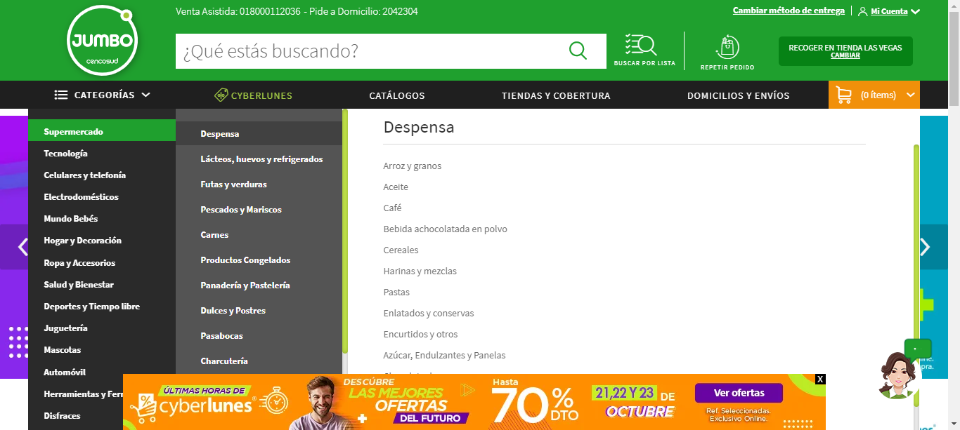 Venta Asistida: 018000112036 - Pide a Domicilio: 2042304
Cambiar método de entrega
Mi Cuenta
JUMBO
cencosud
¿Qué estás buscando?
BUSCAR POR LISTA
REPETIR PEDIDO
RECOGER EN TIENDA LAS VEGAS
CAMBIAR
CATEGORÍAS
CYBERLUNES
CATÁLOGOS
TIENDAS Y COBERTURA
DOMICILIOS Y ENVÍOS
(0 ítems)
Supermercado
Tecnología
Celulares y telefonía
Electrodomésticos
Mundo Bebés
Hogar y Decoración
Ropa y Accesorios
Salud y Bienestar
Deportes y Tiempo libre
Juguetería
Mascotas
Automóvil
Herramientas y Ferr
Disfraces
Despensa
Lácteos, huevos y refrigerados
Futas y verduras
Pescados y Mariscos
Carnes
Productos Congelados
Panadería y Pastelería
Dulces y Postres
Pasabocas
Charcutería
Despensa
Arroz y granos
Aceite
Café
Bebida achocolatada en polvo
Cereales
Harinas y mezclas
Pastas
Enlatados y conservas
Encurtidos y otros
Azúcar, Endulzantes y Panelas
ÚLTIMAS HORAS DE
cyberlunes
DESCÚBRE
LAS MEJORES
OFERTAS
DEL FUTURO
Hasta
70%
DTO
21,22 Y 23 DE
OCTUBRE
Ver ofertas
Ref. Seleccionadas
Exclusivo Online.
X